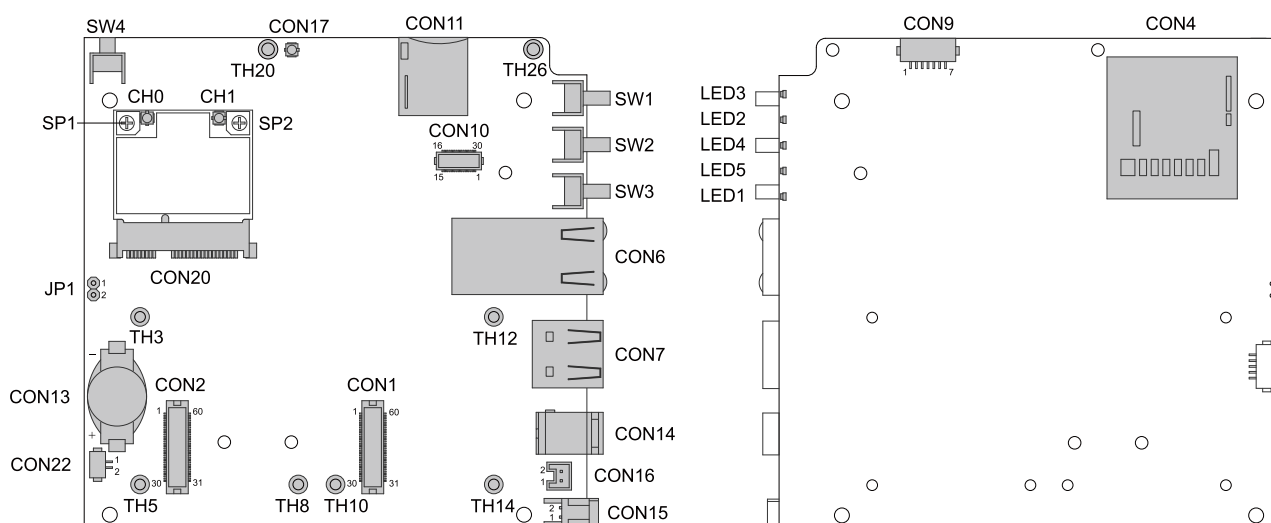 SW4
CON17
CON11
CON9
CON4
TH20
TH26
1 7
CH0
CH1
SW1
LED3
SP1
SP2
CON10
LED2
16 30
SW2
LED4
15 1
LED5
SW3
LED1
CON6
CON20
JP1
1
2
TH3
TH12
CON7
−
CON13
CON2
CON1
1 60
1 60
CON14
+
CON22
1
2
2
1
CON16
30 31
30 31
TH5
TH8
TH10
TH14
2
1
CON15